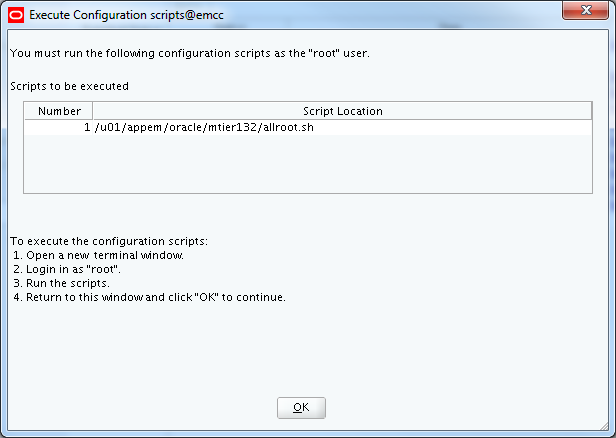 Execute Configuration scripts@emcc
You must run the following configuration scripts as the "root" user.
Scripts to be executed
Number Script Location
1 /u01/appem/oracle/mtier132/allroot.sh
To execute the configuration scripts:
1. Open a new terminal window.
2. Login in as "root".
3. Run the scripts.
4. Return to this window and click "OK" to continue.
OK